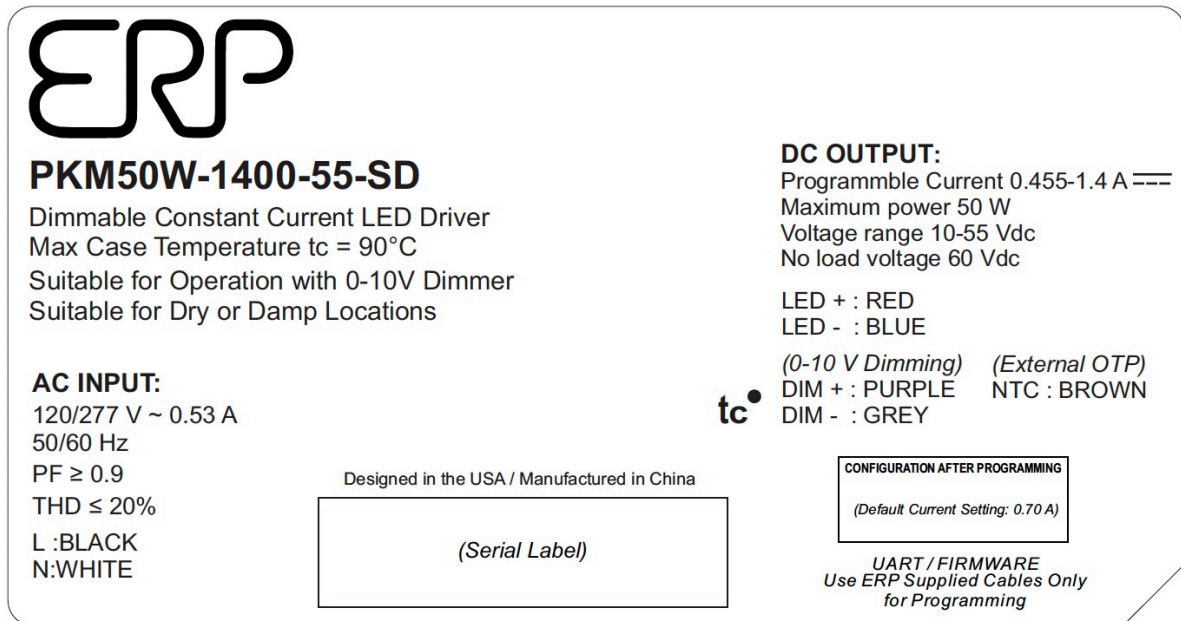 ERP
PKM50W-1400-55-SD
Dimmable Constant Current LED Driver
Max Case Temperature tc = 90°C
Suitable for Operation with 0-10V Dimmer
Suitable for Dry or Damp Locations
AC INPUT:
120/277 V ~ 0.53 A
50/60 Hz
PF ≥ 0.9
THD ≤ 20%
L :BLACK
N:WHITE
Designed in the USA / Manufactured in China
(Serial Label)
DC OUTPUT:
Programmble Current 0.455-1.4 A ⎓
Maximum power 50 W
Voltage range 10-55 Vdc
No load voltage 60 Vdc
LED + : RED
LED - : BLUE
(0-10 V Dimming) (External OTP)
DIM + : PURPLE NTC : BROWN
DIM - : GREY
tc
CONFIGURATION AFTER PROGRAMMING
(Default Current Setting: 0.70 A)
UART / FIRMWARE
Use ERP Supplied Cables Only
for Programming